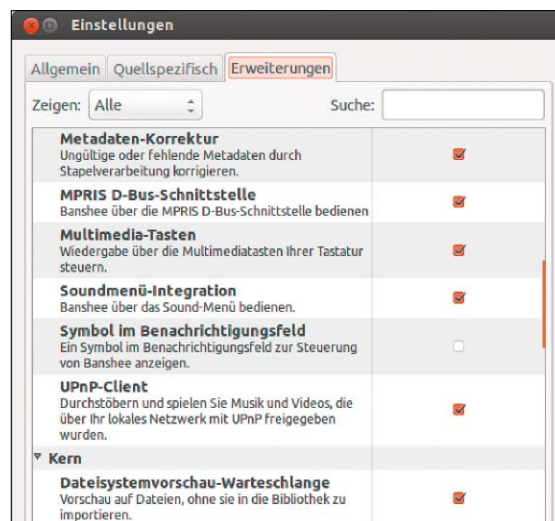 Einstellungen
Allgemein Quellspezifisch Erweiterungen
Zeigen: Alle Suche:
Metadaten-Korrektur
Ungültige oder fehlende Metadaten durch
Stapelverarbeitung korrigieren.
MPRIS D-Bus-Schnittstelle
Banshee über die MPRIS D-Bus-Schnittstelle bedienen
Multimedia-Tasten
Wiedergabe über die Multimediatasten Ihrer Tastatur
steuern.
Soundmenü-Integration
Banshee über das Sound-Menü bedienen.
Symbol im Benachrichtigungsfeld
Ein Symbol im Benachrichtigungsfeld zur Steuerung
von Banshee anzeigen.
UPnP-Client
Durchstöbern und spielen Sie Musik und Videos, die
über Ihr lokales Netzwerk mit UPnP freigegeben
wurden.
Kern
Dateisystemvorschau-Warteschlange
Vorschau auf Dateien, ohne sie in die Bibliothek zu
importieren.